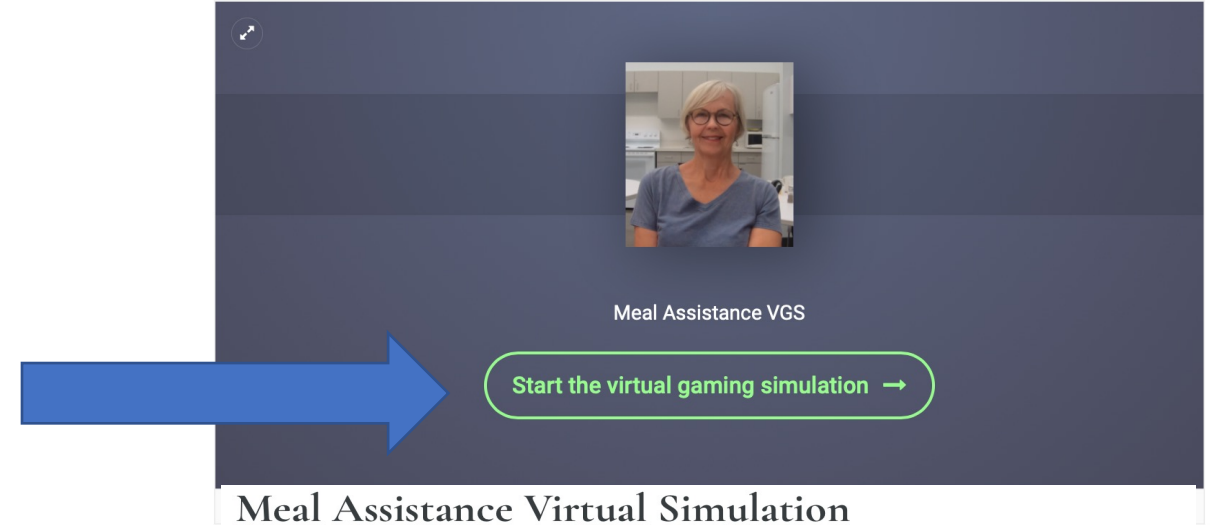 Meal Assistance VGS
Start the virtual gaming simulation →
Meal Assistance Virtual Simulation